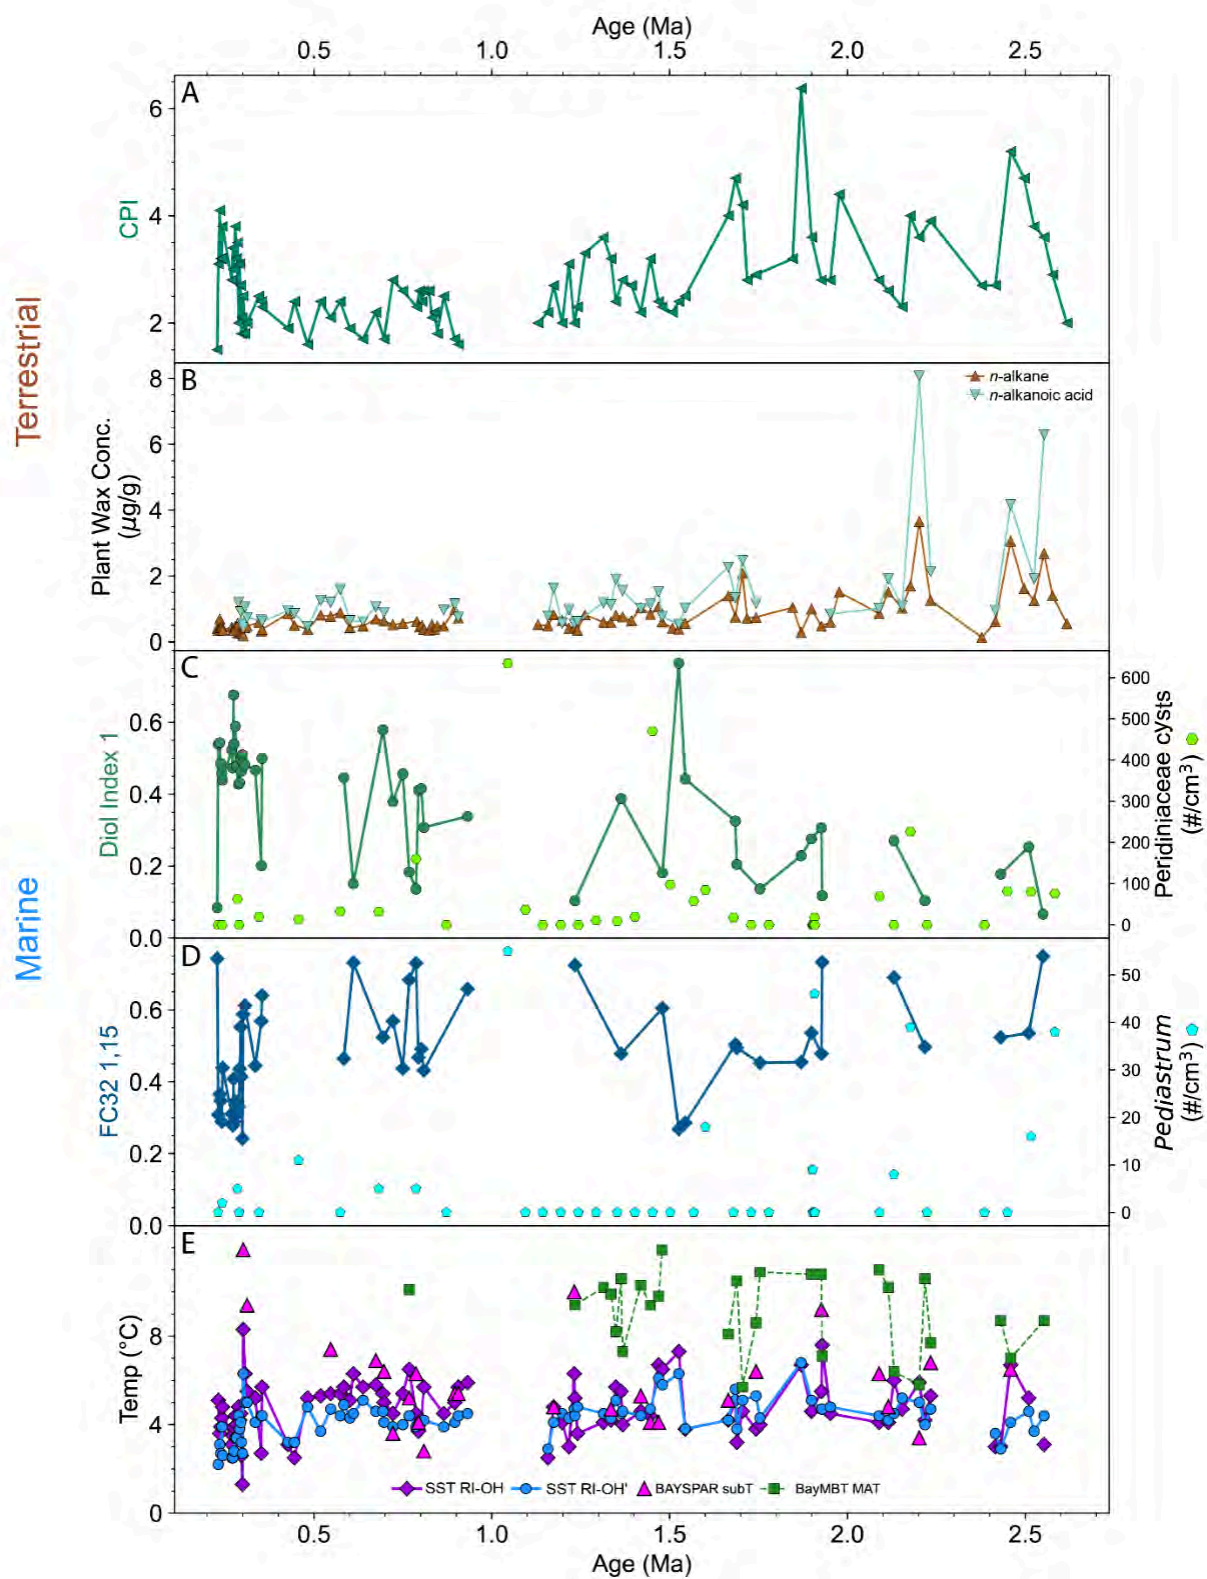 Age (Ma)
0.5 1.0 1.5 2.0 2.5
A
6
4
2
CPI
Terrestrial
B
n-alkane
n-alkanoic acid
8
6
4
2
0
Plant Wax Conc.
(µg/g)
C
0.6
0.4
0.2
0.0
Diol Index 1
600
500
400
300
200
100
0
Peridiniaceae cysts
(#/cm³)
Marine
D
0.6
0.4
0.2
0.0
FC32 1,15
50
40
30
20
10
0
Pediastrum
(#/cm³)
E
8
4
0
Temp (°C)
SST RI-OH SST RI-OH' BAYSPAR subT BayMBT MAT
0.5 1.0 1.5 2.0 2.5
Age (Ma)